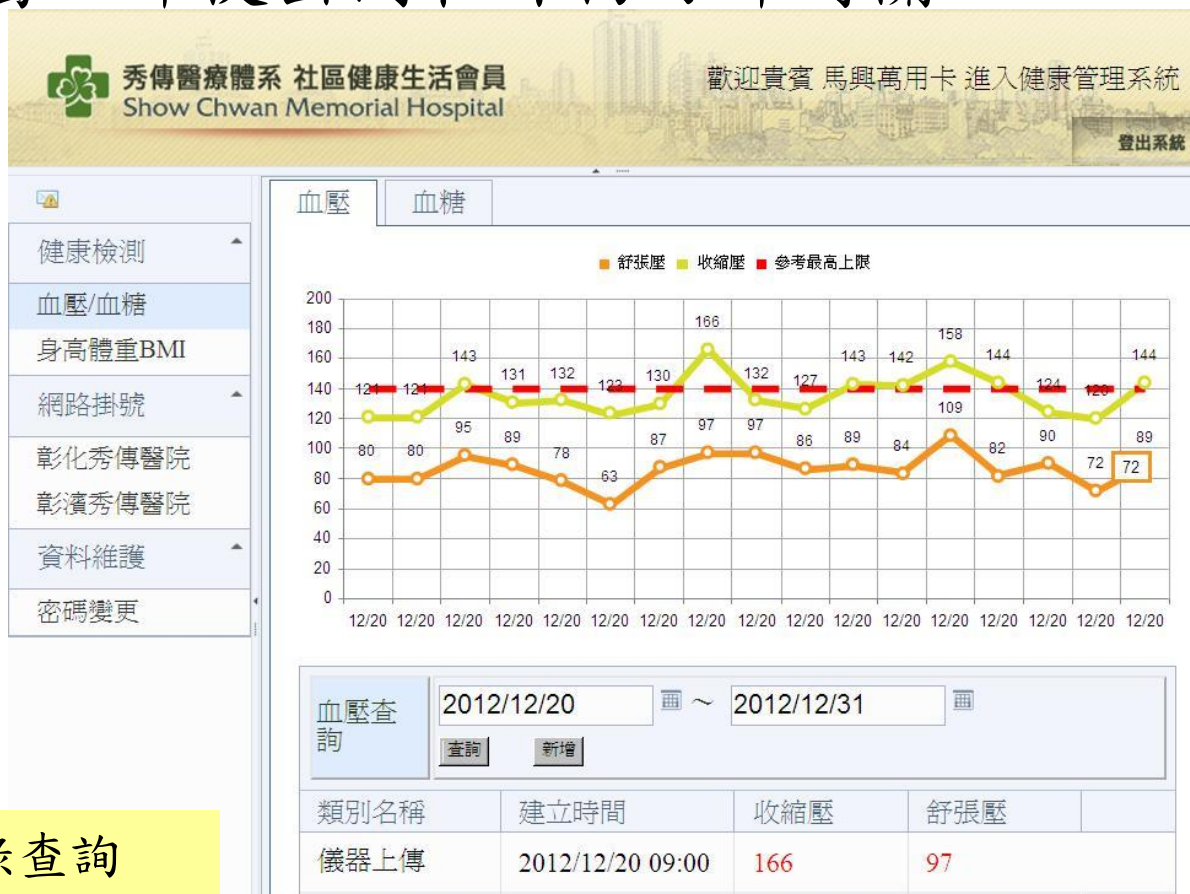 秀傳醫療體系 社區健康生活會員
Show Chwan Memorial Hospital
歡迎貴賓 馬興萬用卡 進入健康管理系統
登出系統
健康檢測
血壓/血糖
身高體重BMI
網路掛號
彰化秀傳醫院
彰濱秀傳醫院
資料維護
密碼變更
血壓 血糖
舒張壓 收縮壓 參考最高上限
200
180
160
140
120
100
80
60
40
20
0
121 121 143 131 132 123 130 166 132 127 143 142 158 144 124 120 144
80 80 95 89 78 63 87 97 97 86 89 84 109 82 90 72 89
72
12/20 12/20 12/20 12/20 12/20 12/20 12/20 12/20 12/20 12/20 12/20 12/20 12/20 12/20 12/20 12/20 12/20
血壓查詢
2012/12/20 ~ 2012/12/31
查詢 新增
類別名稱 建立時間 收縮壓 舒張壓
儀器上傳 2012/12/20 09:00 166 97
查詢